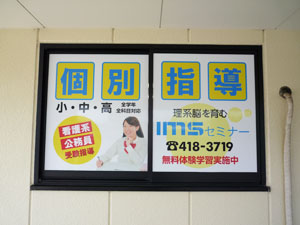 個別指導
小・中・高 全学年
全科目対応
看護系
公務員
受験指導
理系脳を育む
imsセミナー
☎418-3719
無料体験学習実施中